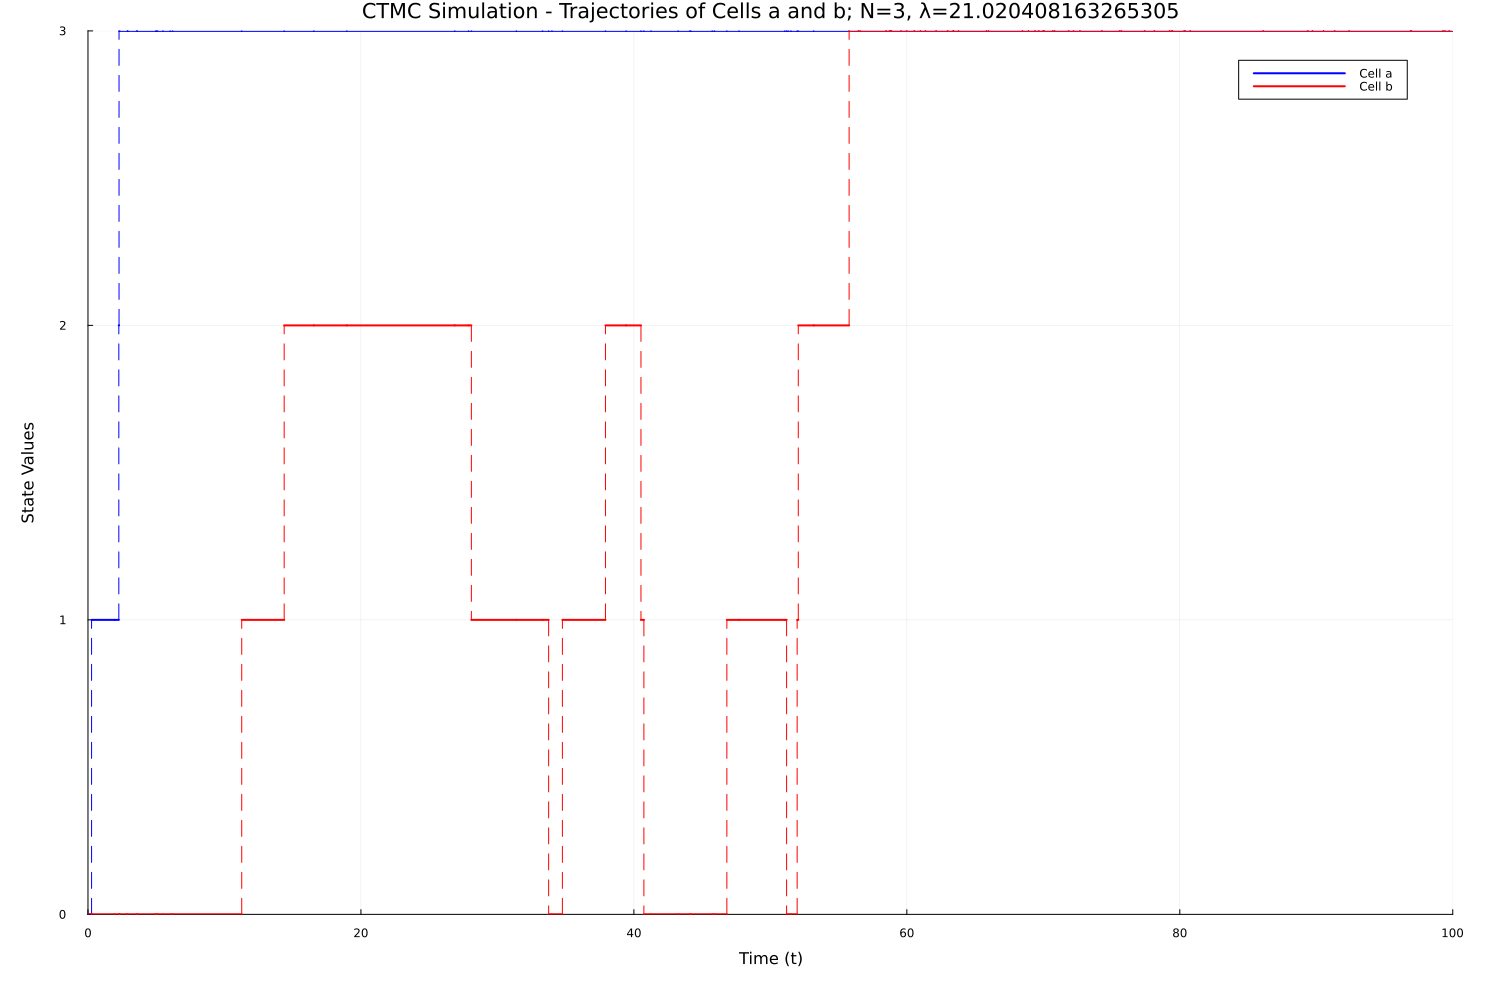 CTMC Simulation - Trajectories of Cells a and b; N=3, λ=21.020408163265305
3
Cell a
Cell b
2
State Values
1
0
0 20 40 60 80 100
Time (t)